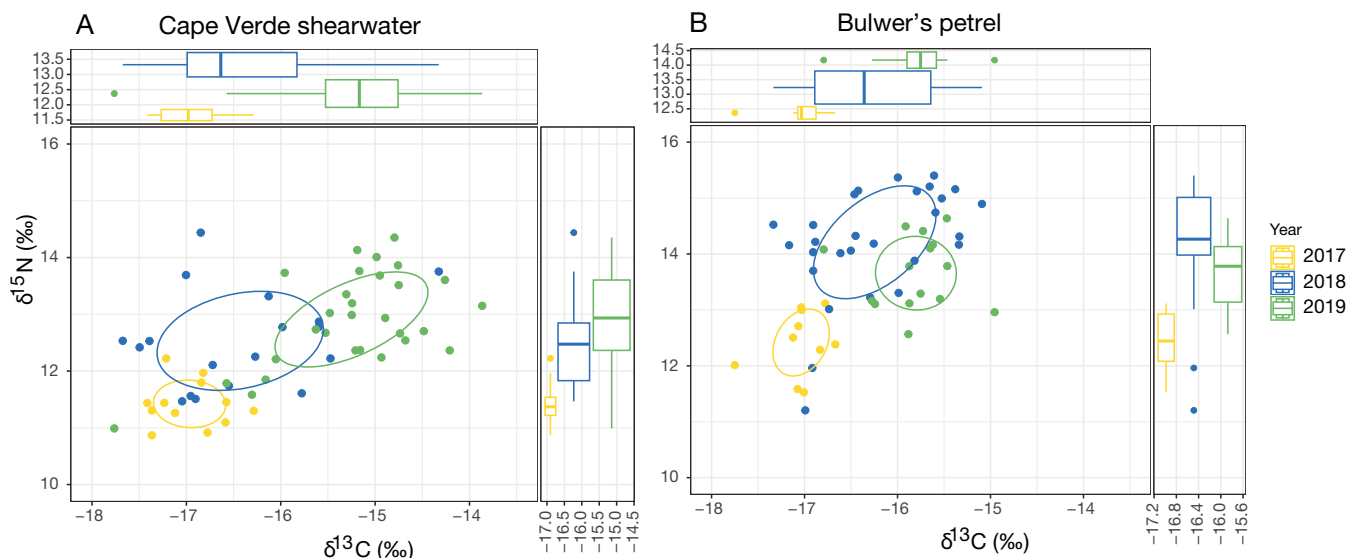 A Cape Verde shearwater
13.5
13.0
12.5
12.0
11.5
16
14
12
10
δ15N (‰)
−18 −17 −16 −15 −14
δ13C (‰)
−17.0 −16.5 −16.0 −15.5 −15.0 −14.5
B Bulwer's petrel
14.5
14.0
13.5
13.0
12.5
16
14
12
10
δ15N (‰)
−18 −17 −16 −15 −14
δ13C (‰)
−17.2 −16.8 −16.4 −16.0 −15.6
Year
2017
2018
2019